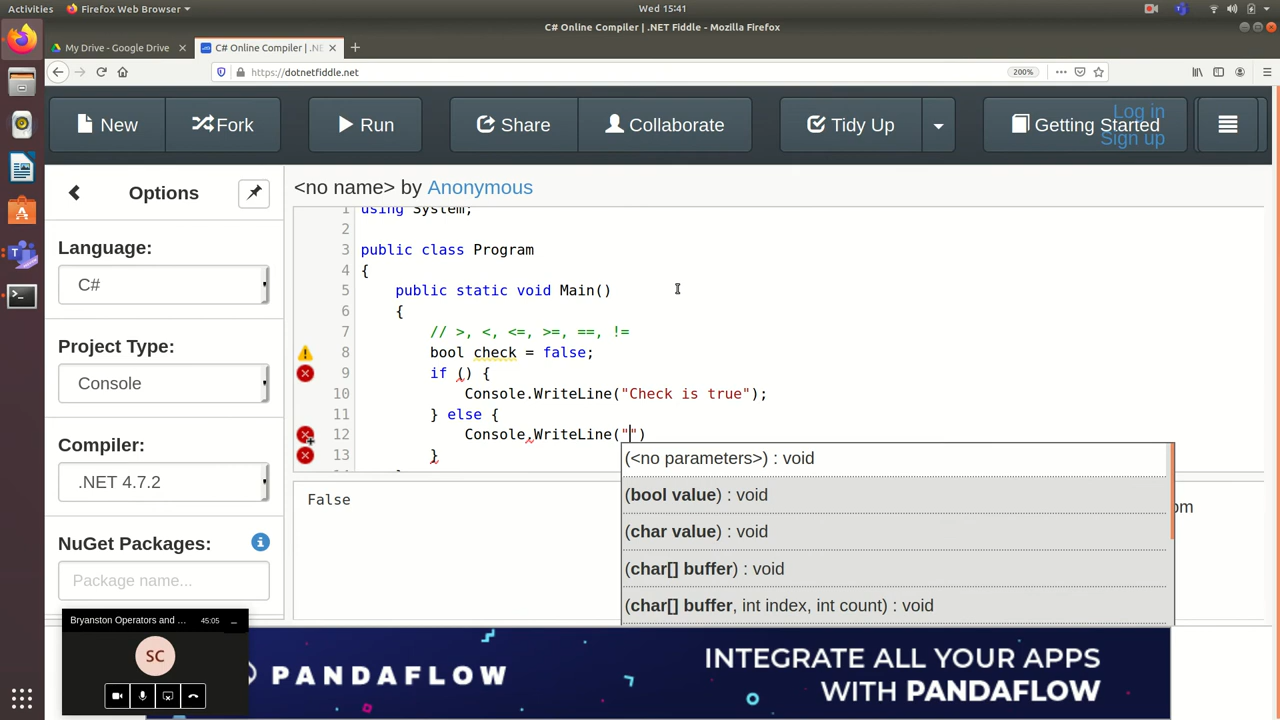 Activities
Firefox Web Browser
Wed 15:41
C# Online Compiler | .NET Fiddle - Mozilla Firefox
My Drive - Google Drive
C# Online Compiler | .NE
https://dotnetfiddle.net
200%
New
Fork
Run
Share
Collaborate
Tidy Up
Getting Started
Log in
Sign up
Options
<no name> by Anonymous
Language:
C#
Project Type:
Console
Compiler:
.NET 4.7.2
NuGet Packages:
Package name...
1 using System;
2
3 public class Program
4 {
5 public static void Main()
6 {
7 // >, <, <=, >=, ==, !=
8 bool check = false;
9 if () {
10 Console.WriteLine("Check is true");
11 } else {
12 Console.WriteLine("")
13 }
(<no parameters>) : void
(bool value) : void
(char value) : void
(char[] buffer) : void
(char[] buffer, int index, int count) : void
False
om
Bryanston Operators and ...
45:05
SC
PANDAFLOW
INTEGRATE ALL YOUR APPS
WITH PANDAFLOW